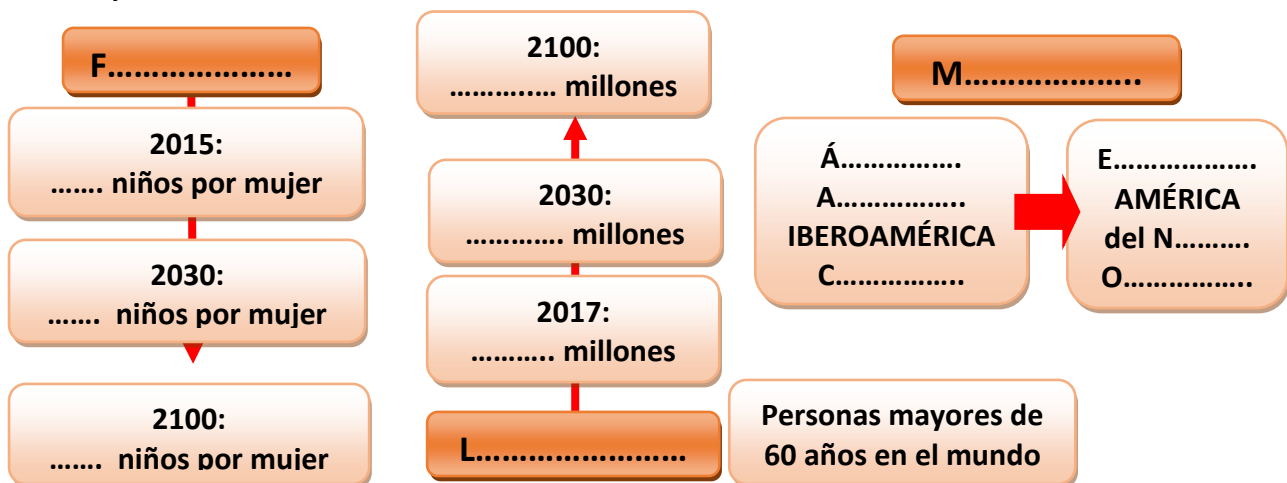 F…………………
2015:
……. niños por mujer
2030:
……. niños por mujer
2100:
……. niños por mujer
2100:
………..… millones
2030:
…………. millones
2017:
……….. millones
L……………………
Personas mayores de
60 años en el mundo
M………………..
Á…………….
A……………..
IBEROAMÉRICA
C……………..
E……………….
AMÉRICA
del N……….
O……………..